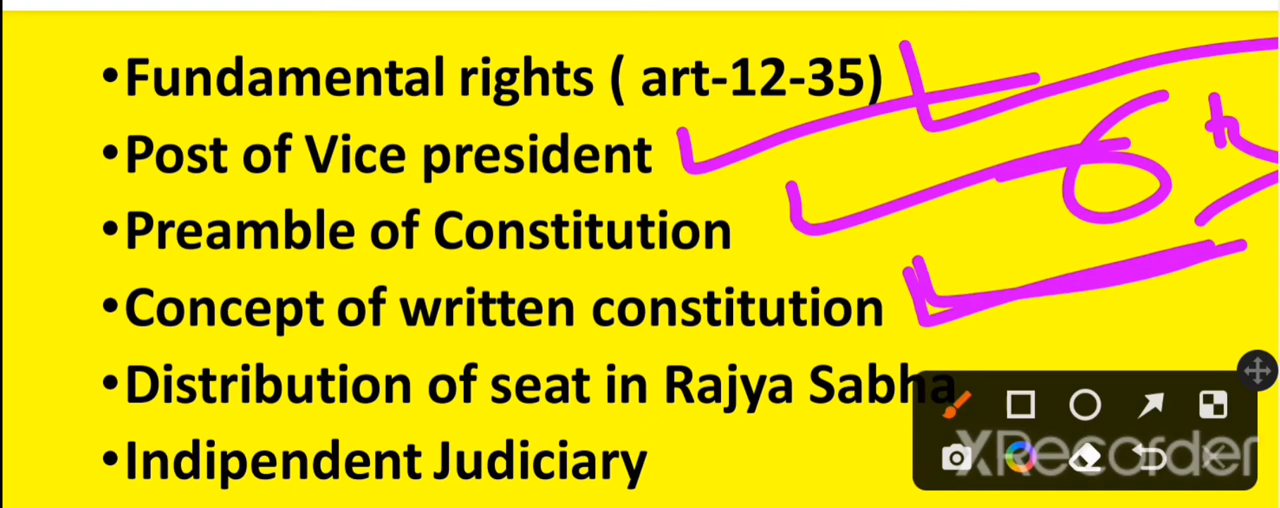 •Fundamental rights ( art-12-35)
•Post of Vice president
6th
•Preamble of Constitution
•Concept of written constitution
•Distribution of seat in Rajya Sabha
•Indipendent Judiciary
XRecorder